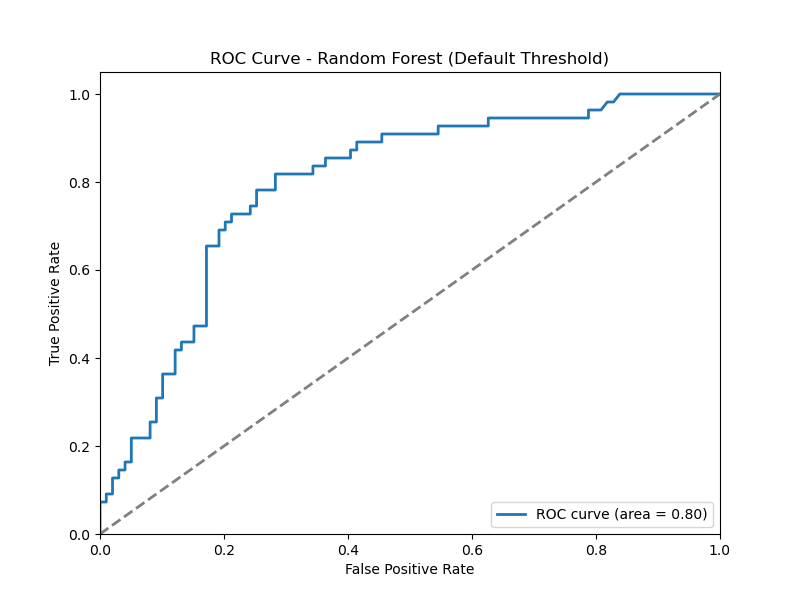 ROC Curve - Random Forest (Default Threshold)
True Positive Rate
1.0
0.8
0.6
0.4
0.2
0.0
ROC curve (area = 0.80)
0.0 0.2 0.4 0.6 0.8 1.0
False Positive Rate